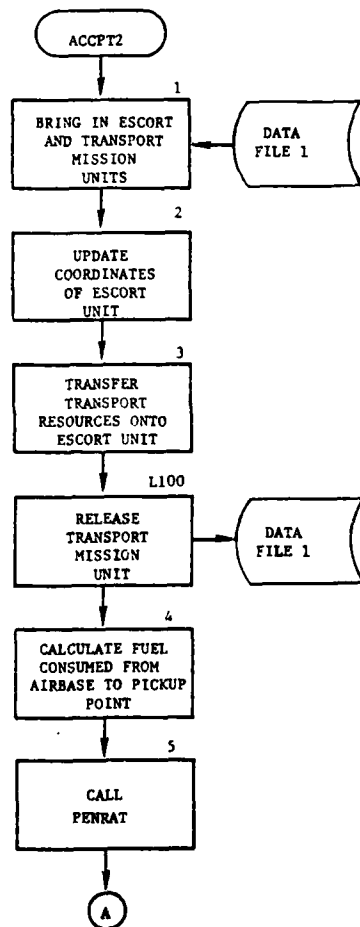 ACCPT2
1
BRING IN ESCORT
AND TRANSPORT
MISSION
UNITS
DATA
FILE 1
2
UPDATE
COORDINATES
OF ESCORT
UNIT
3
TRANSFER
TRANSPORT
RESOURCES ONTO
ESCORT UNIT
L100
RELEASE
TRANSPORT
MISSION
UNIT
DATA
FILE 1
4
CALCULATE FUEL
CONSUMED FROM
AIRBASE TO PICKUP
POINT
5
CALL
PENRAT
A